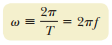 ω ≡ 2π/T = 2πf